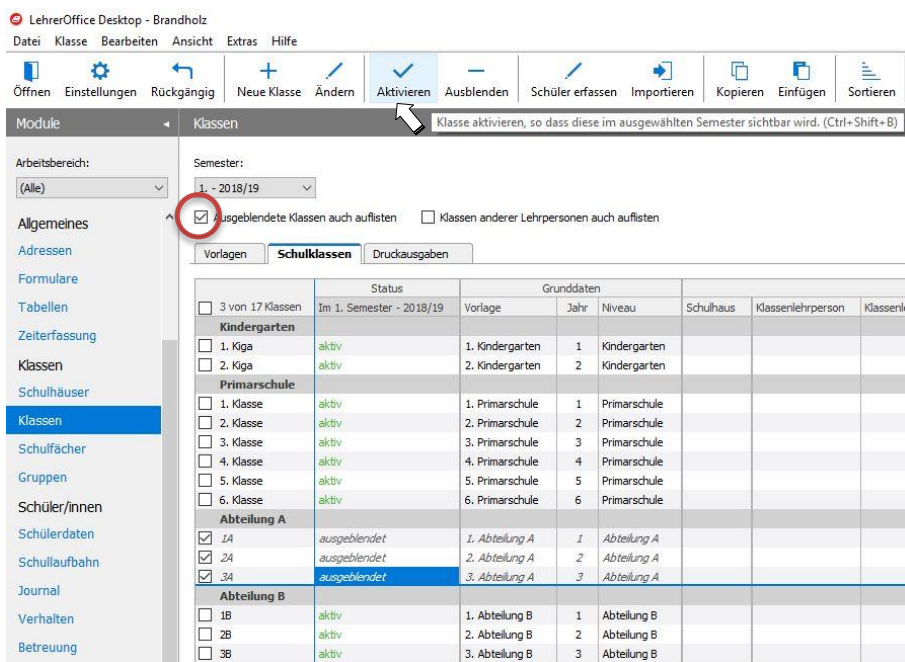 LehrerOffice Desktop - Brandholz
Datei Klasse Bearbeiten Ansicht Extras Hilfe
Öffnen Einstellungen Rückgängig Neue Klasse Ändern Aktivieren Ausblenden Schüler erfassen Importieren Kopieren Einfügen Sortieren
Module Klassen
Klasse aktivieren, so dass diese im ausgewählten Semester sichtbar wird. (Ctrl+Shift+B)
Arbeitsbereich: Semester:
(Alle) 1. - 2018/19
Allgemeines
Adressen
Formulare
Tabellen
Zeiterfassung
Klassen
Schulhäuser
Klassen
Schulfächer
Gruppen
Schüler/innen
Schülerdaten
Schullaufbahn
Journal
Verhalten
Betreuung
Ausgeblendete Klassen auch auflisten Klassen anderer Lehrpersonen auch auflisten
Vorlagen Schulklassen Druckausgaben
Status Grunddaten
3 von 17 Klassen Im 1. Semester - 2018/19 Vorlage Jahr Niveau Schulhaus Klassenlehrperson Klassenl
Kindergarten
1. Kiga aktiv 1. Kindergarten 1 Kindergarten
2. Kiga aktiv 2. Kindergarten 2 Kindergarten
Primarschule
1. Klasse aktiv 1. Primarschule 1 Primarschule
2. Klasse aktiv 2. Primarschule 2 Primarschule
3. Klasse aktiv 3. Primarschule 3 Primarschule
4. Klasse aktiv 4. Primarschule 4 Primarschule
5. Klasse aktiv 5. Primarschule 5 Primarschule
6. Klasse aktiv 6. Primarschule 6 Primarschule
Abteilung A
1A ausgeblendet 1. Abteilung A 1 Abteilung A
2A ausgeblendet 2. Abteilung A 2 Abteilung A
3A ausgeblendet 3. Abteilung A 3 Abteilung A
Abteilung B
1B aktiv 1. Abteilung B 1 Abteilung B
2B aktiv 2. Abteilung B 2 Abteilung B
3B aktiv 3. Abteilung B 3 Abteilung B